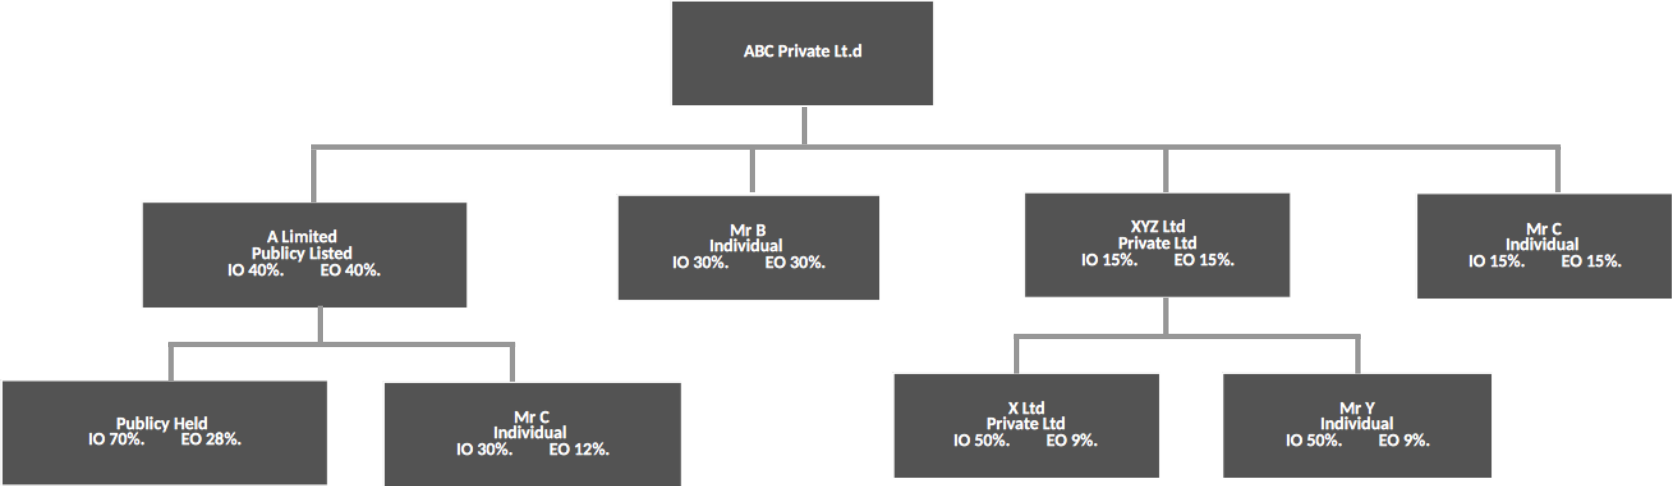 ABC Private Lt.d
A Limited
Publicy Listed
IO 40%. EO 40%.
Mr B
Individual
IO 30%. EO 30%.
XYZ Ltd
Private Ltd
IO 15%. EO 15%.
Mr C
Individual
IO 15%. EO 15%.
Publicy Held
IO 70%. EO 28%.
Mr C
Individual
IO 30%. EO 12%.
X Ltd
Private Ltd
IO 50%. EO 9%.
Mr Y
Individual
IO 50%. EO 9%.